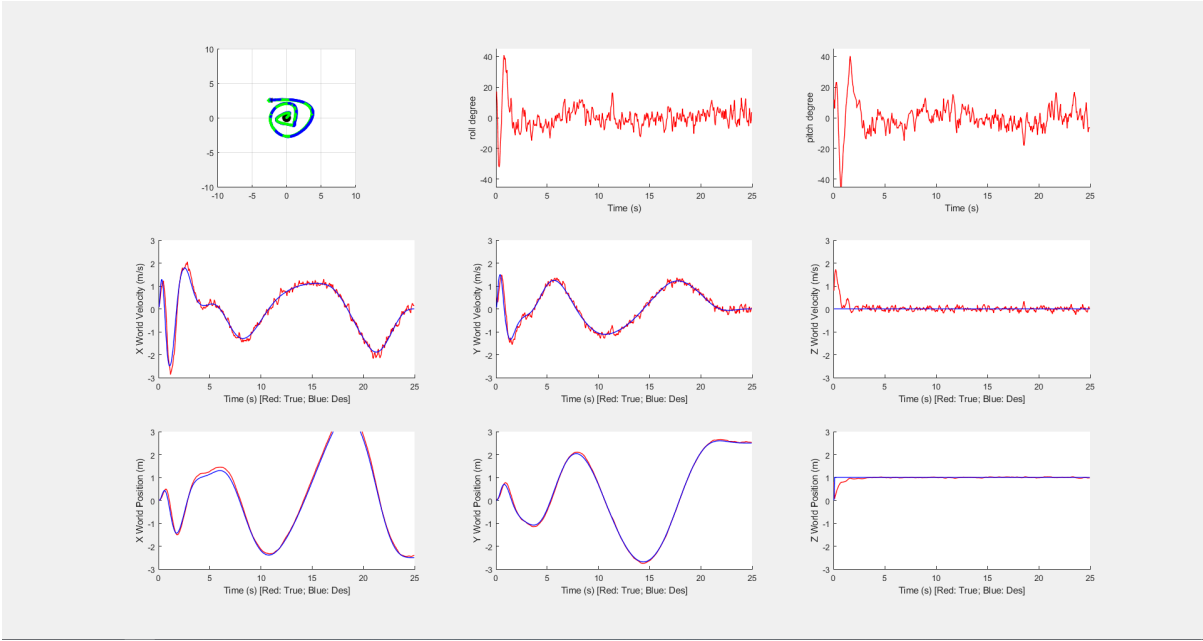 10
5
0
-5
-10
-10 -5 0 5 10
roll degree
40
20
0
-20
-40
0 5 10 15 20 25
Time (s)
pitch degree
40
20
0
-20
-40
0 5 10 15 20 25
Time (s)
X World Velocity (m/s)
3
2
1
0
-1
-2
-3
0 5 10 15 20 25
Time (s) [Red: True; Blue: Des]
Y World Velocity (m/s)
3
2
1
0
-1
-2
-3
0 5 10 15 20 25
Time (s) [Red: True; Blue: Des]
Z World Velocity (m/s)
3
2
1
0
-1
-2
-3
0 5 10 15 20 25
Time (s) [Red: True; Blue: Des]
X World Position (m)
3
2
1
0
-1
-2
-3
0 5 10 15 20 25
Time (s) [Red: True; Blue: Des]
Y World Position (m)
3
2
1
0
-1
-2
-3
0 5 10 15 20 25
Time (s) [Red: True; Blue: Des]
Z World Position (m)
3
2
1
0
-1
-2
-3
0 5 10 15 20 25
Time (s) [Red: True; Blue: Des]